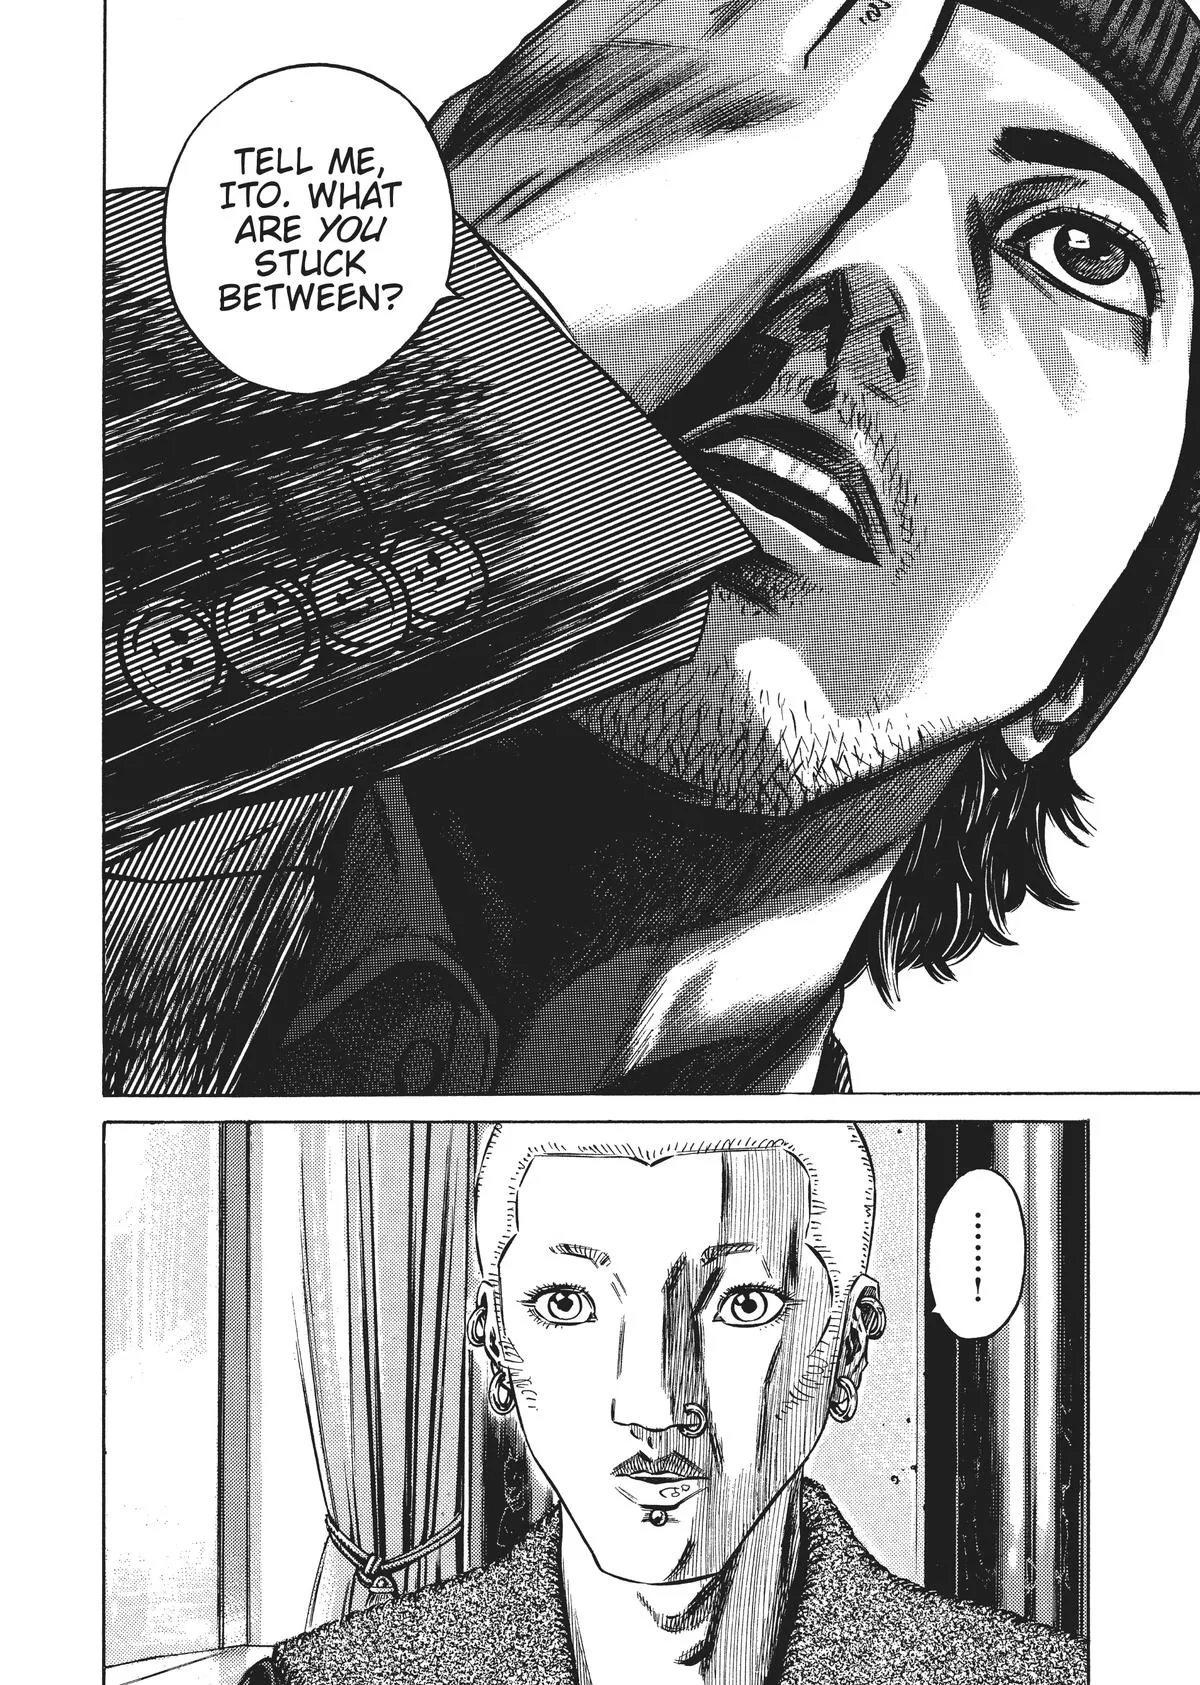 TELL ME,
ITO. WHAT
ARE YOU
STUCK
BETWEEN?
........!